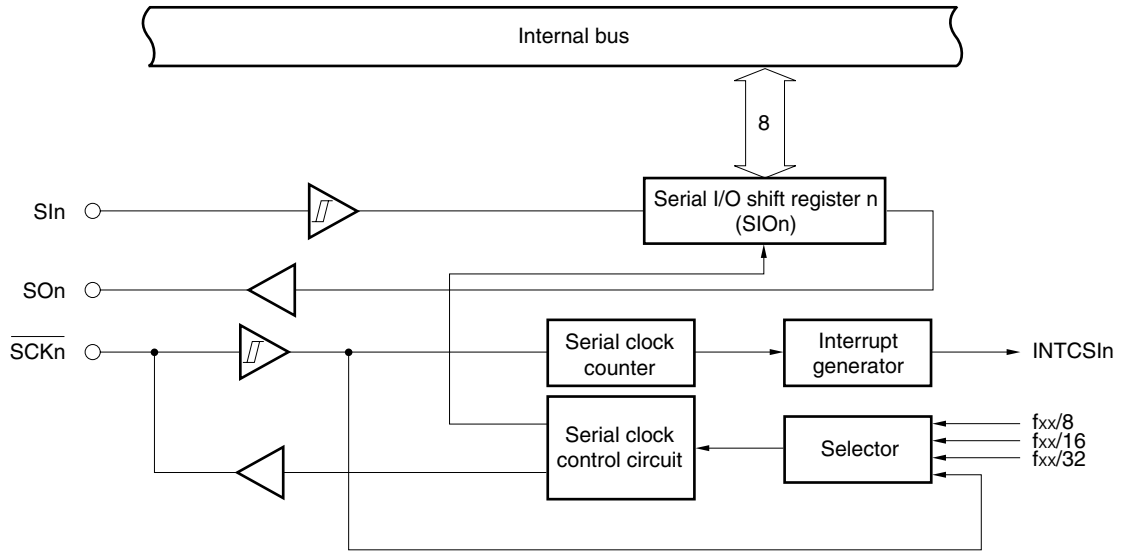 Internal bus
8
SIn
Serial I/O shift register n
(SIOn)
SOn
SCKn
Serial clock
counter
Interrupt
generator
INTCSIn
Serial clock
control circuit
Selector
fxx/8
fxx/16
fxx/32